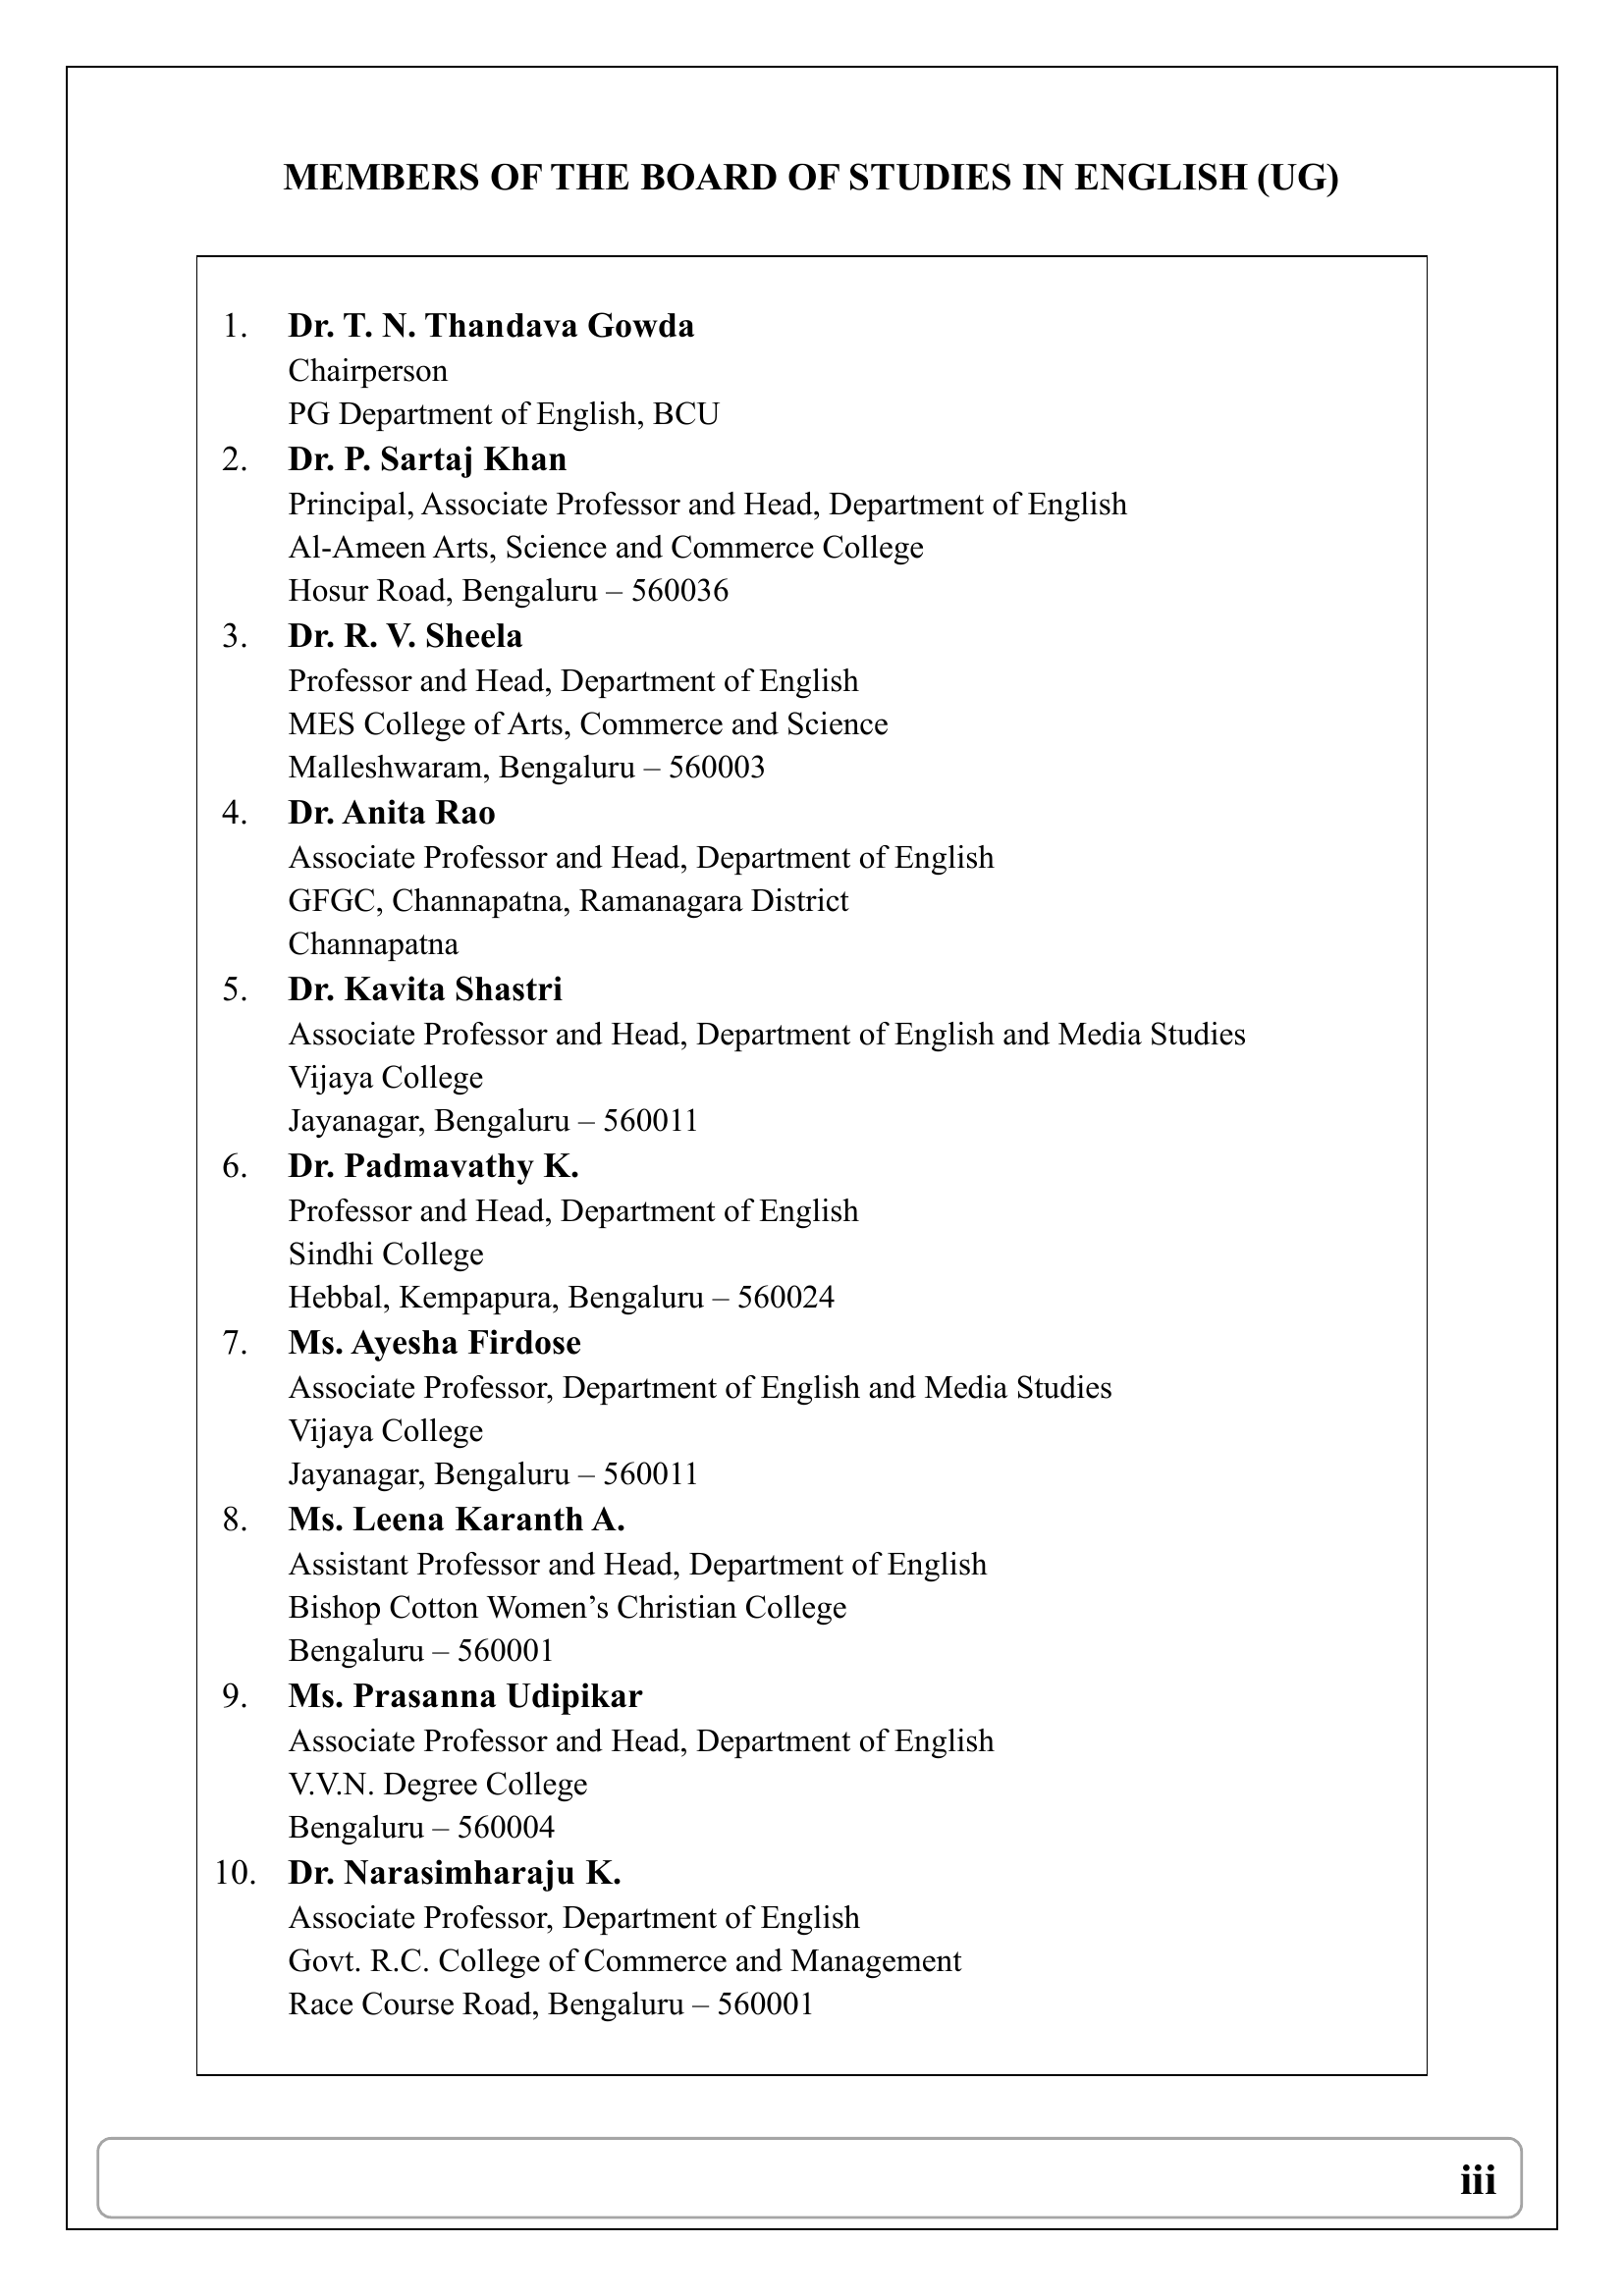 MEMBERS OF THE BOARD OF STUDIES IN ENGLISH (UG)
1. Dr. T. N. Thandava Gowda
Chairperson
PG Department of English, BCU
2. Dr. P. Sartaj Khan
Principal, Associate Professor and Head, Department of English
Al-Ameen Arts, Science and Commerce College
Hosur Road, Bengaluru – 560036
3. Dr. R. V. Sheela
Professor and Head, Department of English
MES College of Arts, Commerce and Science
Malleshwaram, Bengaluru – 560003
4. Dr. Anita Rao
Associate Professor and Head, Department of English
GFGC, Channapatna, Ramanagara District
Channapatna
5. Dr. Kavita Shastri
Associate Professor and Head, Department of English and Media Studies
Vijaya College
Jayanagar, Bengaluru – 560011
6. Dr. Padmavathy K.
Professor and Head, Department of English
Sindhi College
Hebbal, Kempapura, Bengaluru – 560024
7. Ms. Ayesha Firdose
Associate Professor, Department of English and Media Studies
Vijaya College
Jayanagar, Bengaluru – 560011
8. Ms. Leena Karanth A.
Assistant Professor and Head, Department of English
Bishop Cotton Women’s Christian College
Bengaluru – 560001
9. Ms. Prasanna Udipikar
Associate Professor and Head, Department of English
V.V.N. Degree College
Bengaluru – 560004
10. Dr. Narasimharaju K.
Associate Professor, Department of English
Govt. R.C. College of Commerce and Management
Race Course Road, Bengaluru – 560001
iii